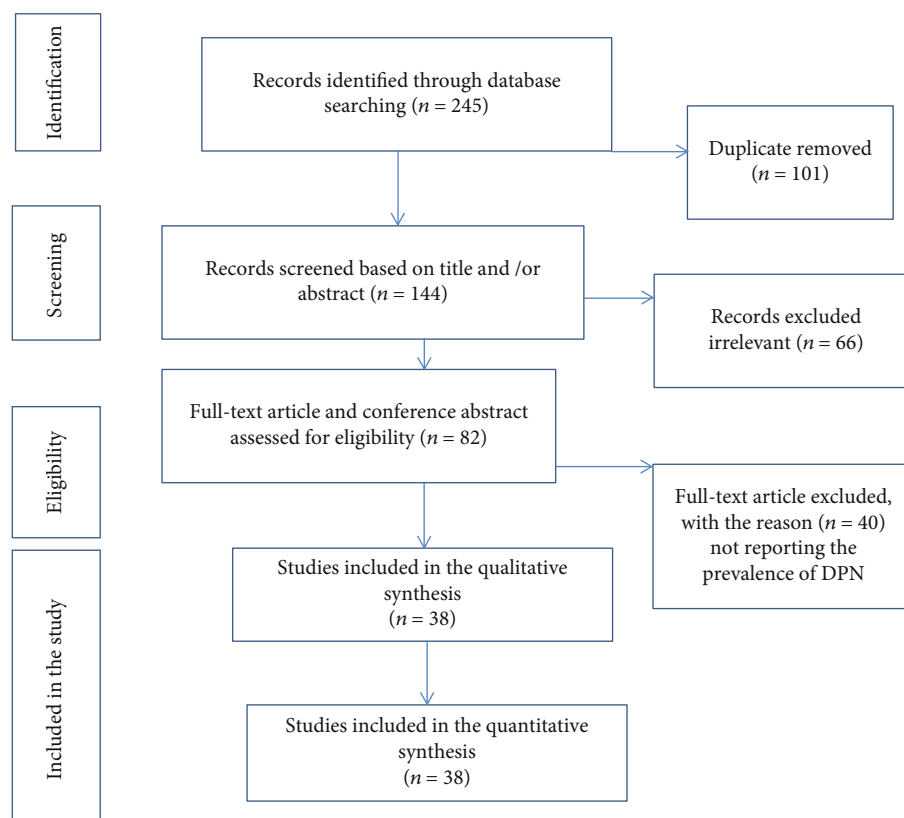 Identification
Records identified through database
searching (n = 245)
Duplicate removed
(n = 101)
Screening
Records screened based on title and /or
abstract (n = 144)
Records excluded
irrelevant (n = 66)
Eligibility
Full-text article and conference abstract
assessed for eligibility (n = 82)
Full-text article excluded,
with the reason (n = 40)
not reporting the
prevalence of DPN
Included in the study
Studies included in the qualitative
synthesis
(n = 38)
Studies included in the quantitative
synthesis
(n = 38)